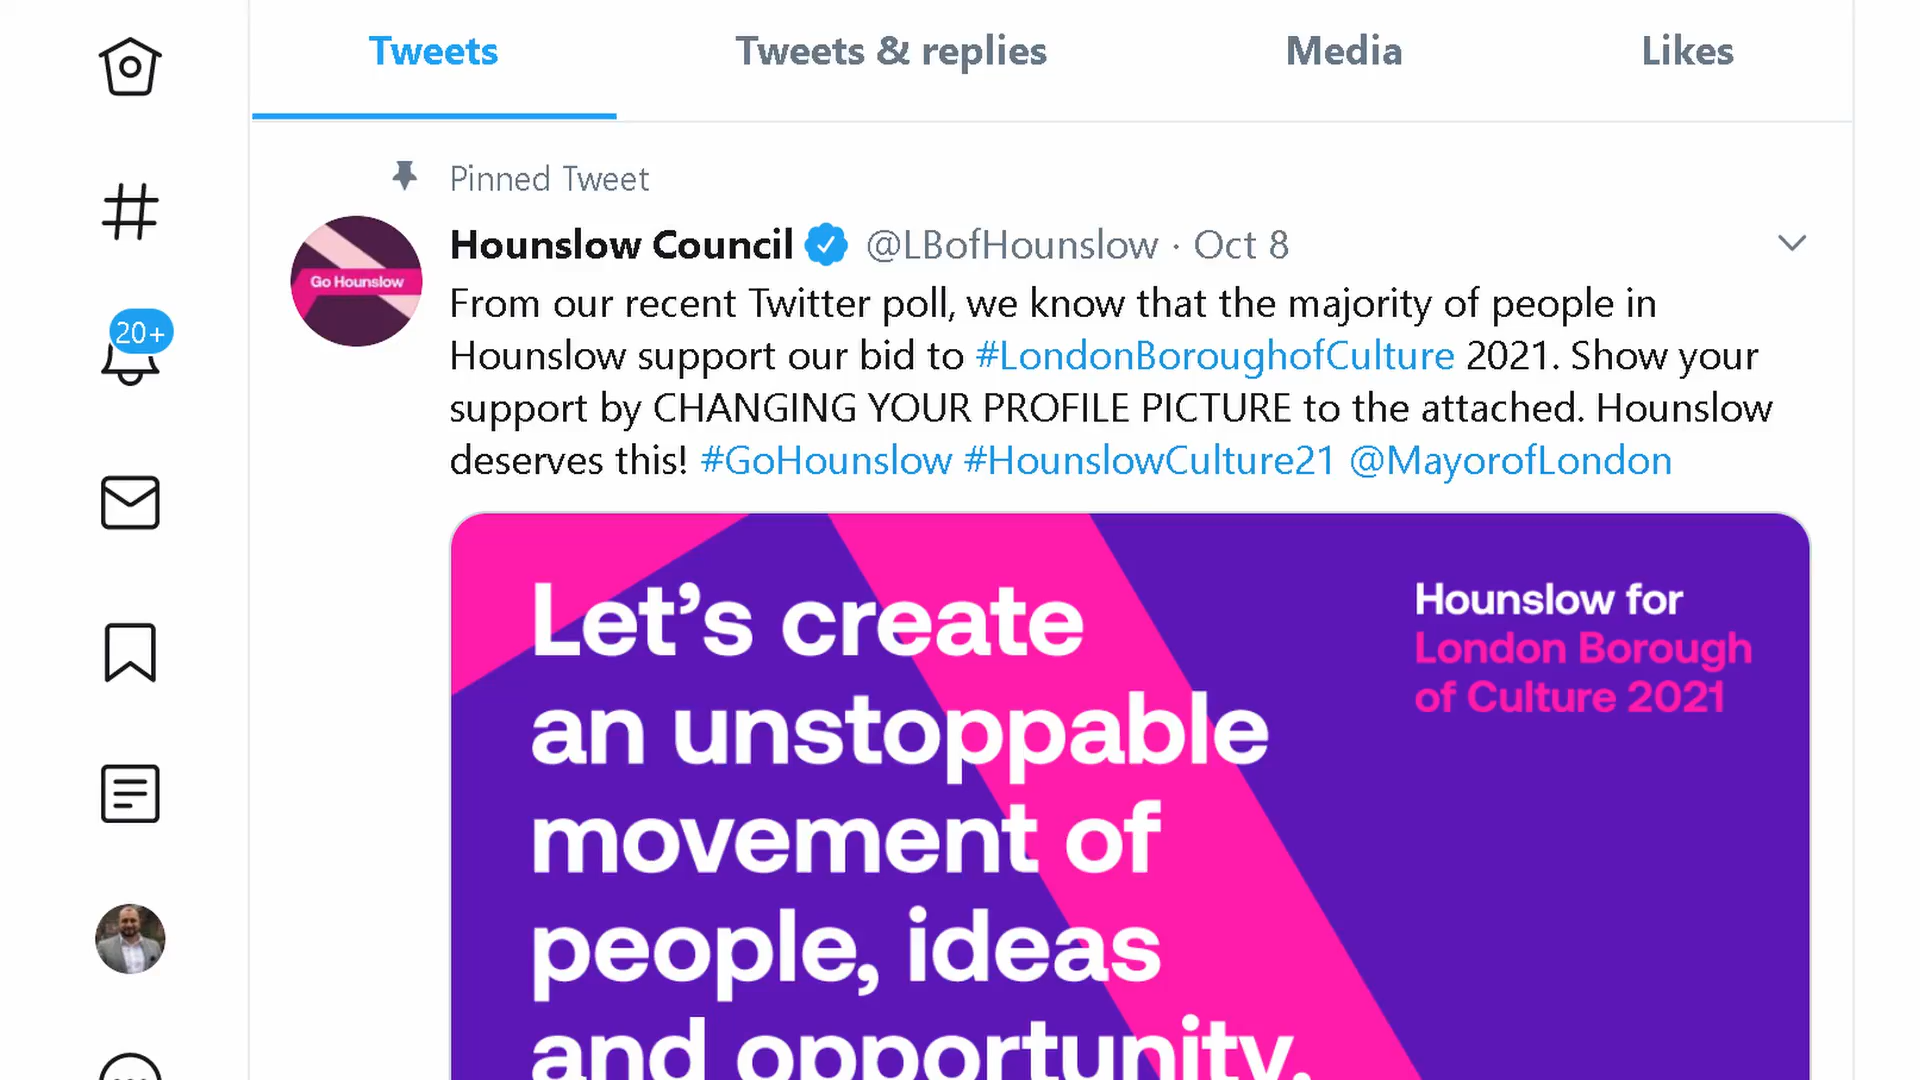 Tweets
Tweets & replies
Media
Likes
Pinned Tweet
Go Hounslow
Hounslow Council @LBofHounslow · Oct 8
From our recent Twitter poll, we know that the majority of people in
Hounslow support our bid to #LondonBoroughofCulture 2021. Show your
support by CHANGING YOUR PROFILE PICTURE to the attached. Hounslow
deserves this! #GoHounslow #HounslowCulture21 @MayorofLondon
20+
Let’s create
an unstoppable
movement of
people, ideas
and opportunity.
Hounslow for
London Borough
of Culture 2021